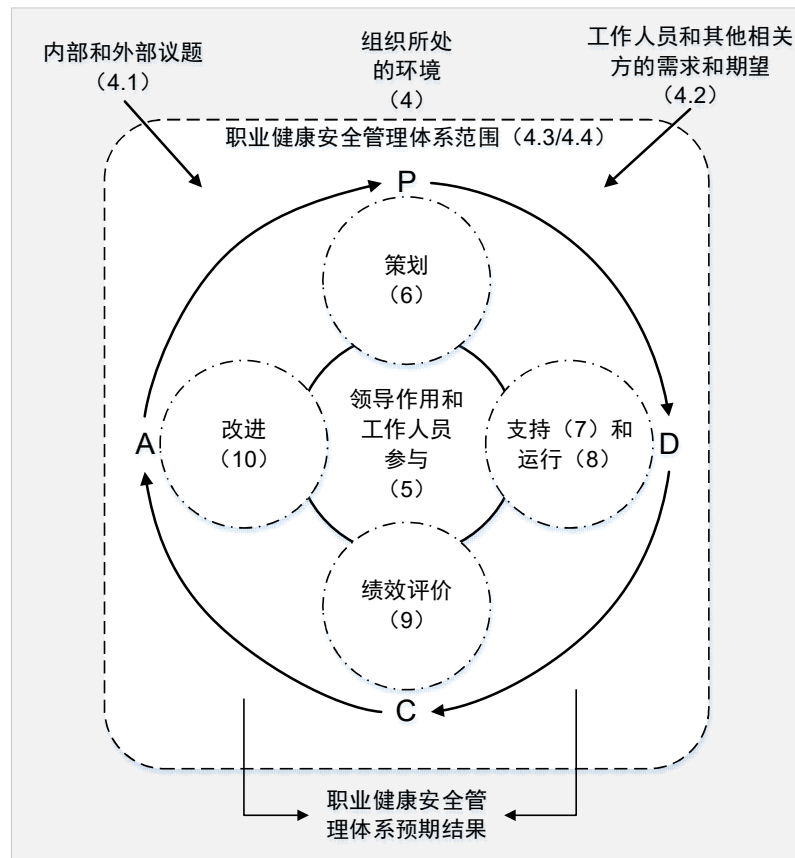 内部和外部议题
（4.1）
组织所处
的环境
（4）
工作人员和其他相关
方的需求和期望
（4.2）
职业健康安全管理体系范围（4.3/4.4）
P
策划
（6）
A
改进
（10）
领导作用和
工作人员
参与
（5）
支持（7）和
运行（8）
D
绩效评价
（9）
C
职业健康安全管
理体系预期结果